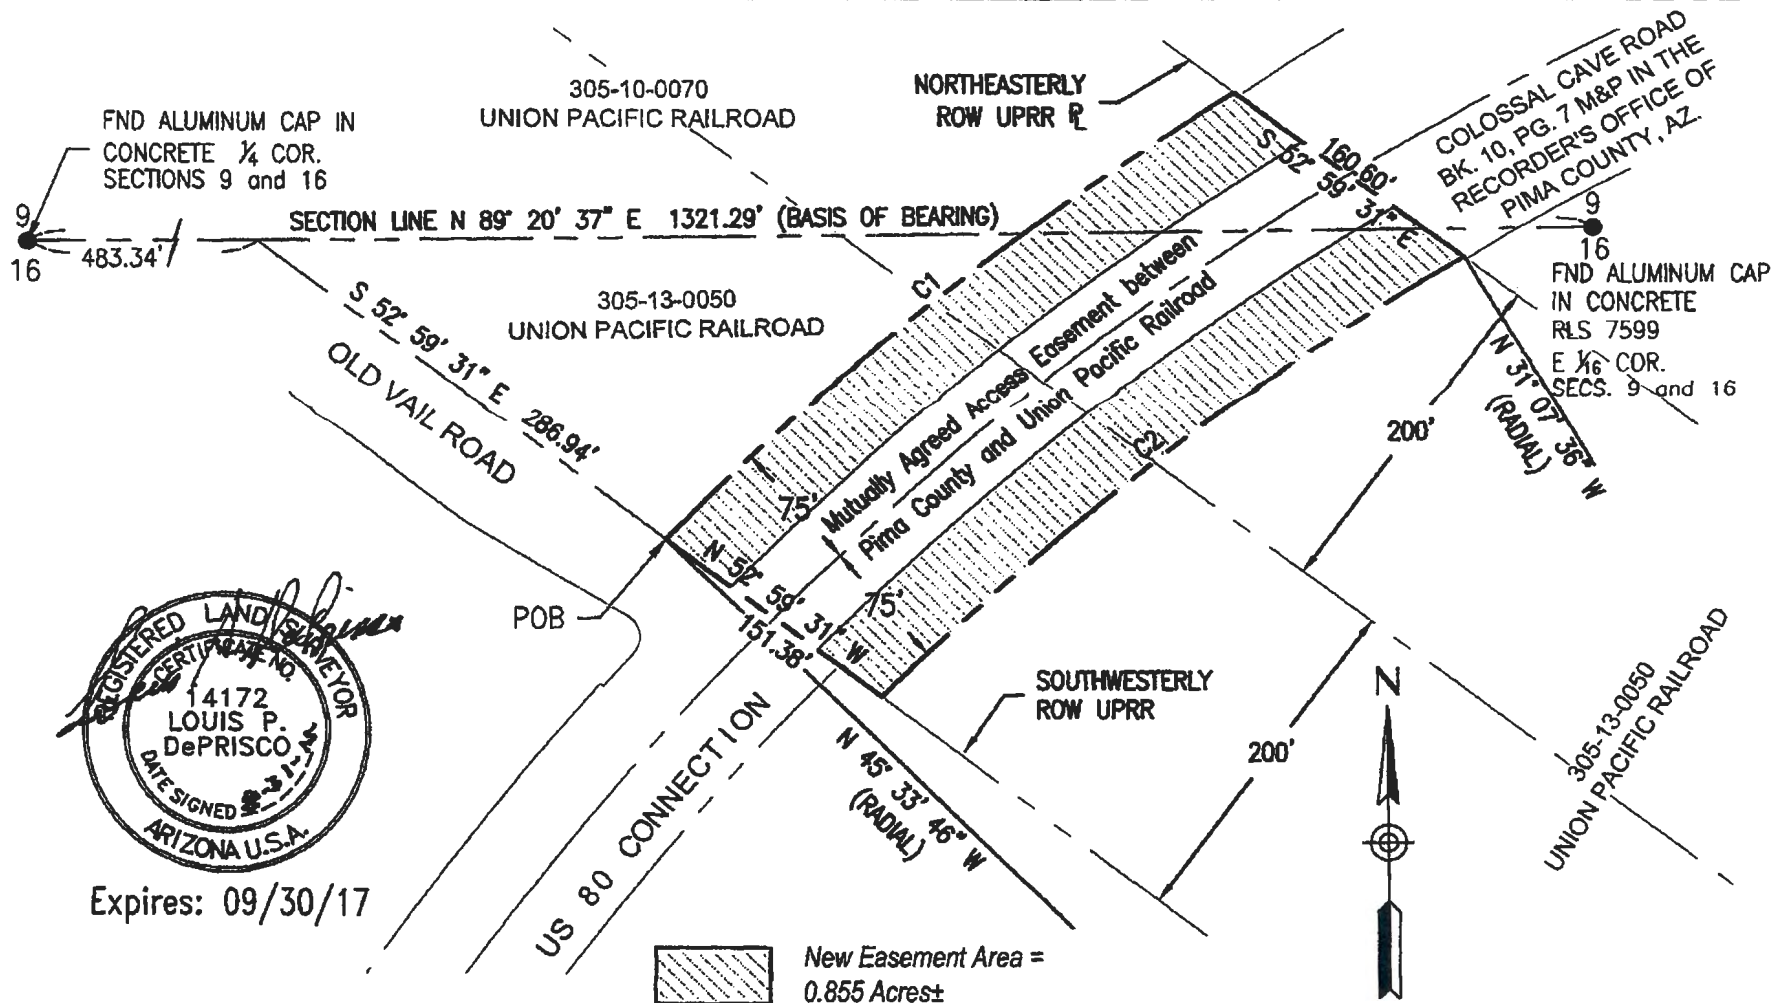 305-10-0070
UNION PACIFIC RAILROAD
NORTHEASTERLY
ROW UPRR PL
COLOSSAL CAVE ROAD
BK. 10, PG. 7 M&P IN THE
RECORDER'S OFFICE OF
PIMA COUNTY, AZ.
FND ALUMINUM CAP IN
CONCRETE 1/4 COR.
SECTIONS 9 and 16
S 52° 59' 31" E
160.60'
9
16
483.34'
SECTION LINE N 89° 20' 37" E 1321.29' (BASIS OF BEARING)
9
16
FND ALUMINUM CAP
IN CONCRETE
RLS 7599
E 1/16 COR.
SECS. 9 and 16
305-13-0050
UNION PACIFIC RAILROAD
S 52° 59' 31" E 286.94'
OLD VAIL ROAD
C1
Mutually Agreed Access Easement between
Pima County and Union Pacific Railroad
C2
N 31° 07' 36" W
(RADIAL)
200'
75'
75'
N 52° 59' 31" W
151.38'
POB
SOUTHWESTERLY
ROW UPRR
N 45° 33' 46" W
(RADIAL)
200'
N
305-13-0050
UNION PACIFIC RAILROAD
US 80 CONNECTION
REGISTERED LAND SURVEYOR
CERTIFICATE NO.
14172
LOUIS P.
DePRISCO
DATE SIGNED
ARIZONA U.S.A.
Expires: 09/30/17
New Easement Area =
0.855 Acres±